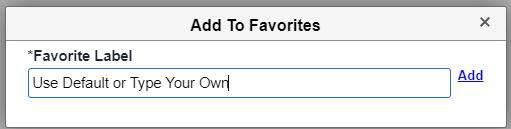 Add To Favorites
×
*Favorite Label
Use Default or Type Your Own
Add